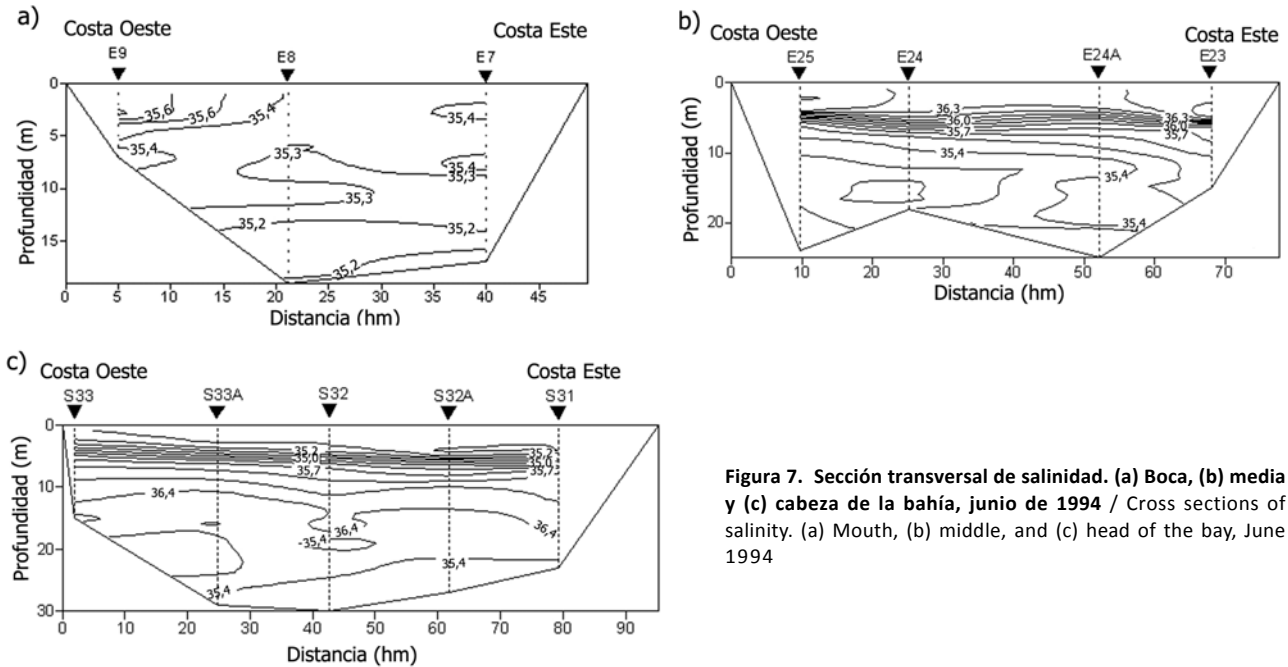 a)
Costa Oeste
Costa Este
E9
E8
E7
0
5
10
15
Profundidad (m)
35,6
35,6
35,4
35,4
35,4
35,3
35,4
35,3
35,3
35,2
35,2
35,2
0
5
10
15
20
25
30
35
40
45
Distancia (hm)
b)
Costa Oeste
Costa Este
E25
E24
E24A
E23
0
10
20
Profundidad (m)
36,3
36,0
35,7
35,4
36,3
36,0
35,7
35,4
35,4
0
10
20
30
40
50
60
70
Distancia (hm)
c)
Costa Oeste
Costa Este
S33
S33A
S32
S32A
S31
0
10
20
30
Profundidad (m)
35,2
35,0
35,7
36,4
35,2
35,0
35,7
36,4
36,4
-35,4
35,4
35,4
0
10
20
30
40
50
60
70
80
90
Distancia (hm)
Figura 7. Sección transversal de salinidad. (a) Boca, (b) media
y (c) cabeza de la bahía, junio de 1994 / Cross sections of
salinity. (a) Mouth, (b) middle, and (c) head of the bay, June
1994